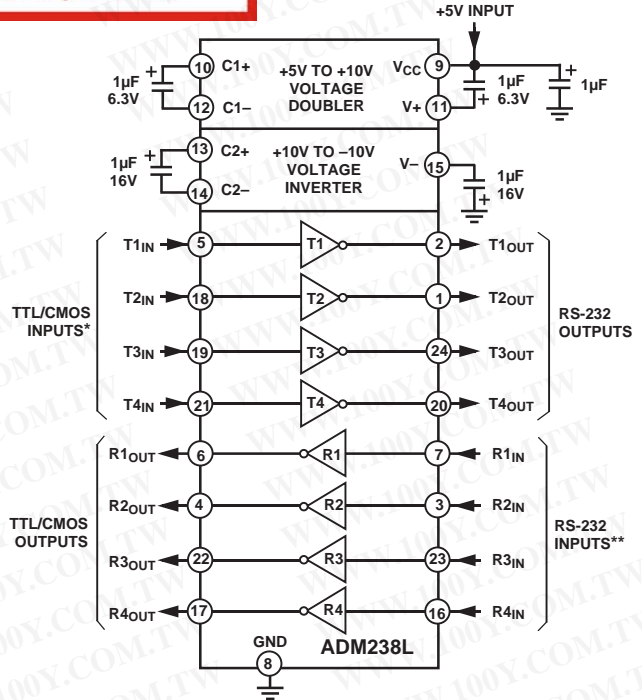 +5V INPUT
10 C1+
+5V TO +10V
VOLTAGE
DOUBLER
VCC 9
1µF
6.3V
12 C1–
V+ 11
1µF
6.3V
1µF
13 C2+
+10V TO –10V
VOLTAGE
INVERTER
V– 15
1µF
16V
14 C2–
1µF
16V
TTL/CMOS
INPUTS*
T1IN 5 T1 2 T1OUT
T2IN 18 T2 1 T2OUT
T3IN 19 T3 24 T3OUT
T4IN 21 T4 20 T4OUT
RS-232
OUTPUTS
TTL/CMOS
OUTPUTS
R1OUT 6 R1 7 R1IN
R2OUT 4 R2 3 R2IN
R3OUT 22 R3 23 R3IN
R4OUT 17 R4 16 R4IN
RS-232
INPUTS**
GND
8
ADM238L
WWW.100Y.COM.TW